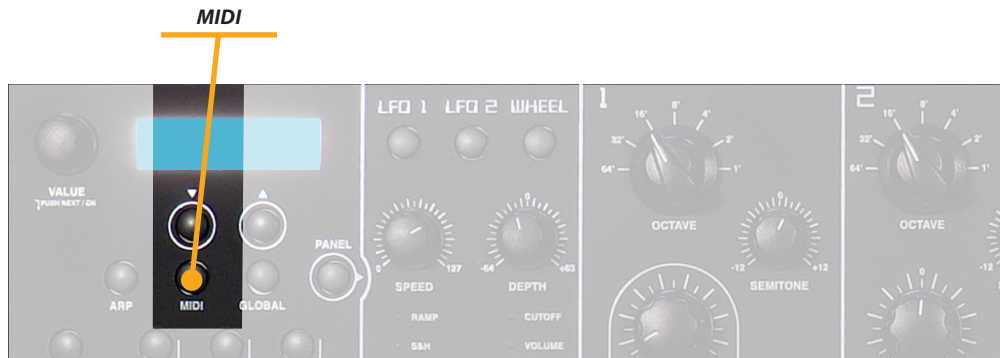 MIDI
LFO 1 LFO 2 WHEEL
1
2
VALUE
PUSH NEXT / OK
▼
▲
PANEL
ARP
MIDI
GLOBAL
0
127
SPEED
0
-64
+63
DEPTH
RAMP
S&H
CUTOFF
VOLUME
64'
32'
16'
8'
4'
2'
1'
OCTAVE
0
-12
+12
SEMITONE
64'
32'
16'
8'
4'
2'
1'
OCTAVE
0
-12